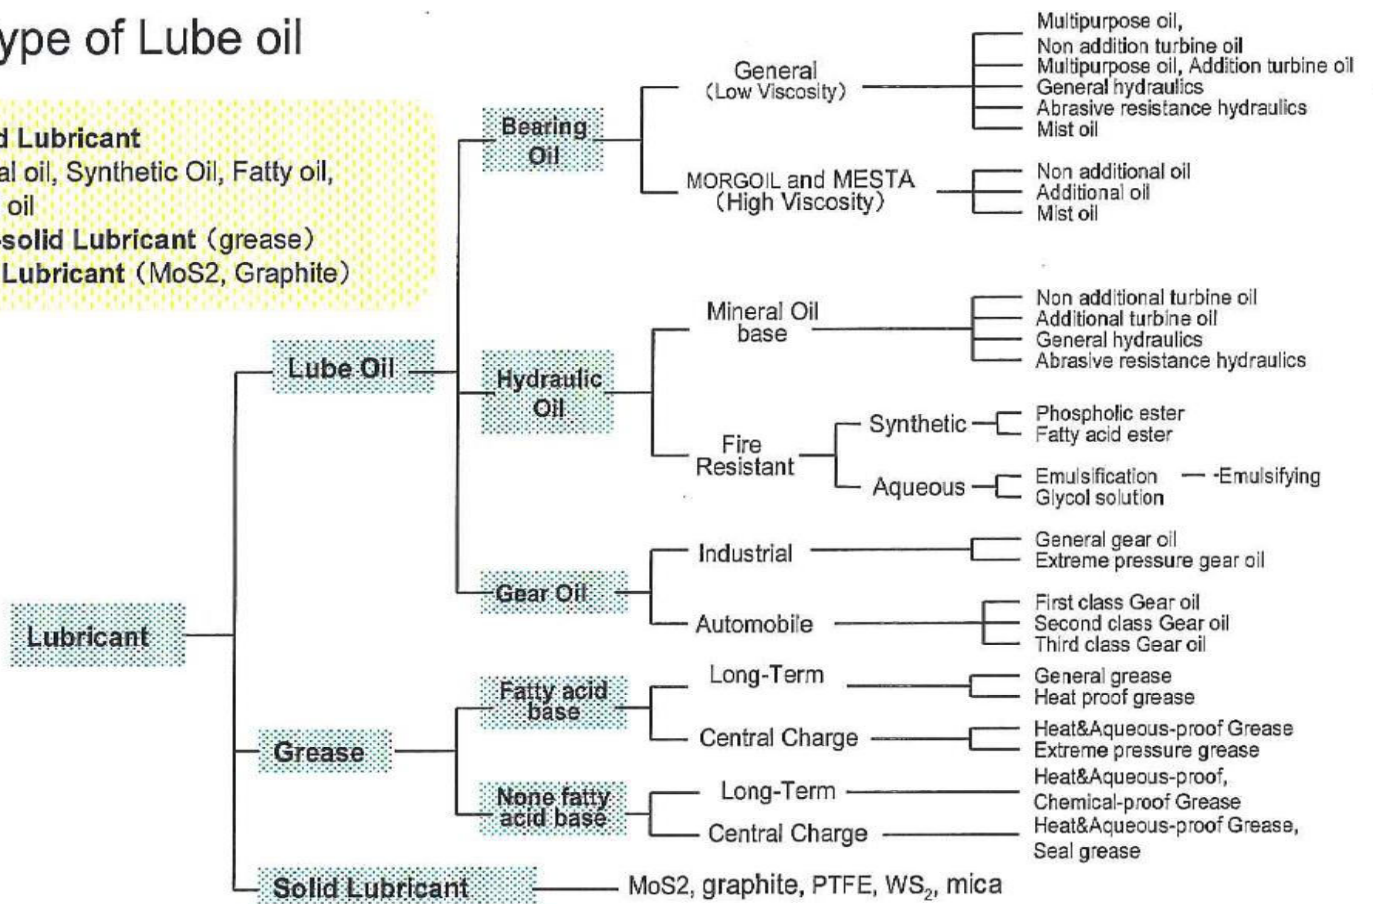 ype of Lube oil
d Lubricant
al oil, Synthetic Oil, Fatty oil,
oil
-solid Lubricant (grease)
Lubricant (MoS2, Graphite)
Lubricant
Lube Oil
Bearing
Oil
General
(Low Viscosity)
Multipurpose oil,
Non addition turbine oil
Multipurpose oil, Addition turbine oil
General hydraulics
Abrasive resistance hydraulics
Mist oil
MORGOIL and MESTA
(High Viscosity)
Non additional oil
Additional oil
Mist oil
Hydraulic
Oil
Mineral Oil
base
Non additional turbine oil
Additional turbine oil
General hydraulics
Abrasive resistance hydraulics
Fire
Resistant
Synthetic
Phospholic ester
Fatty acid ester
Aqueous
Emulsification — -Emulsifying
Glycol solution
Gear Oil
Industrial
General gear oil
Extreme pressure gear oil
Automobile
First class Gear oil
Second class Gear oil
Third class Gear oil
Grease
Fatty acid
base
Long-Term
General grease
Heat proof grease
Central Charge
Heat&Aqueous-proof Grease
Extreme pressure grease
None fatty
acid base
Long-Term
Heat&Aqueous-proof,
Chemical-proof Grease
Central Charge
Heat&Aqueous-proof Grease,
Seal grease
Solid Lubricant
MoS2, graphite, PTFE, WS₂, mica